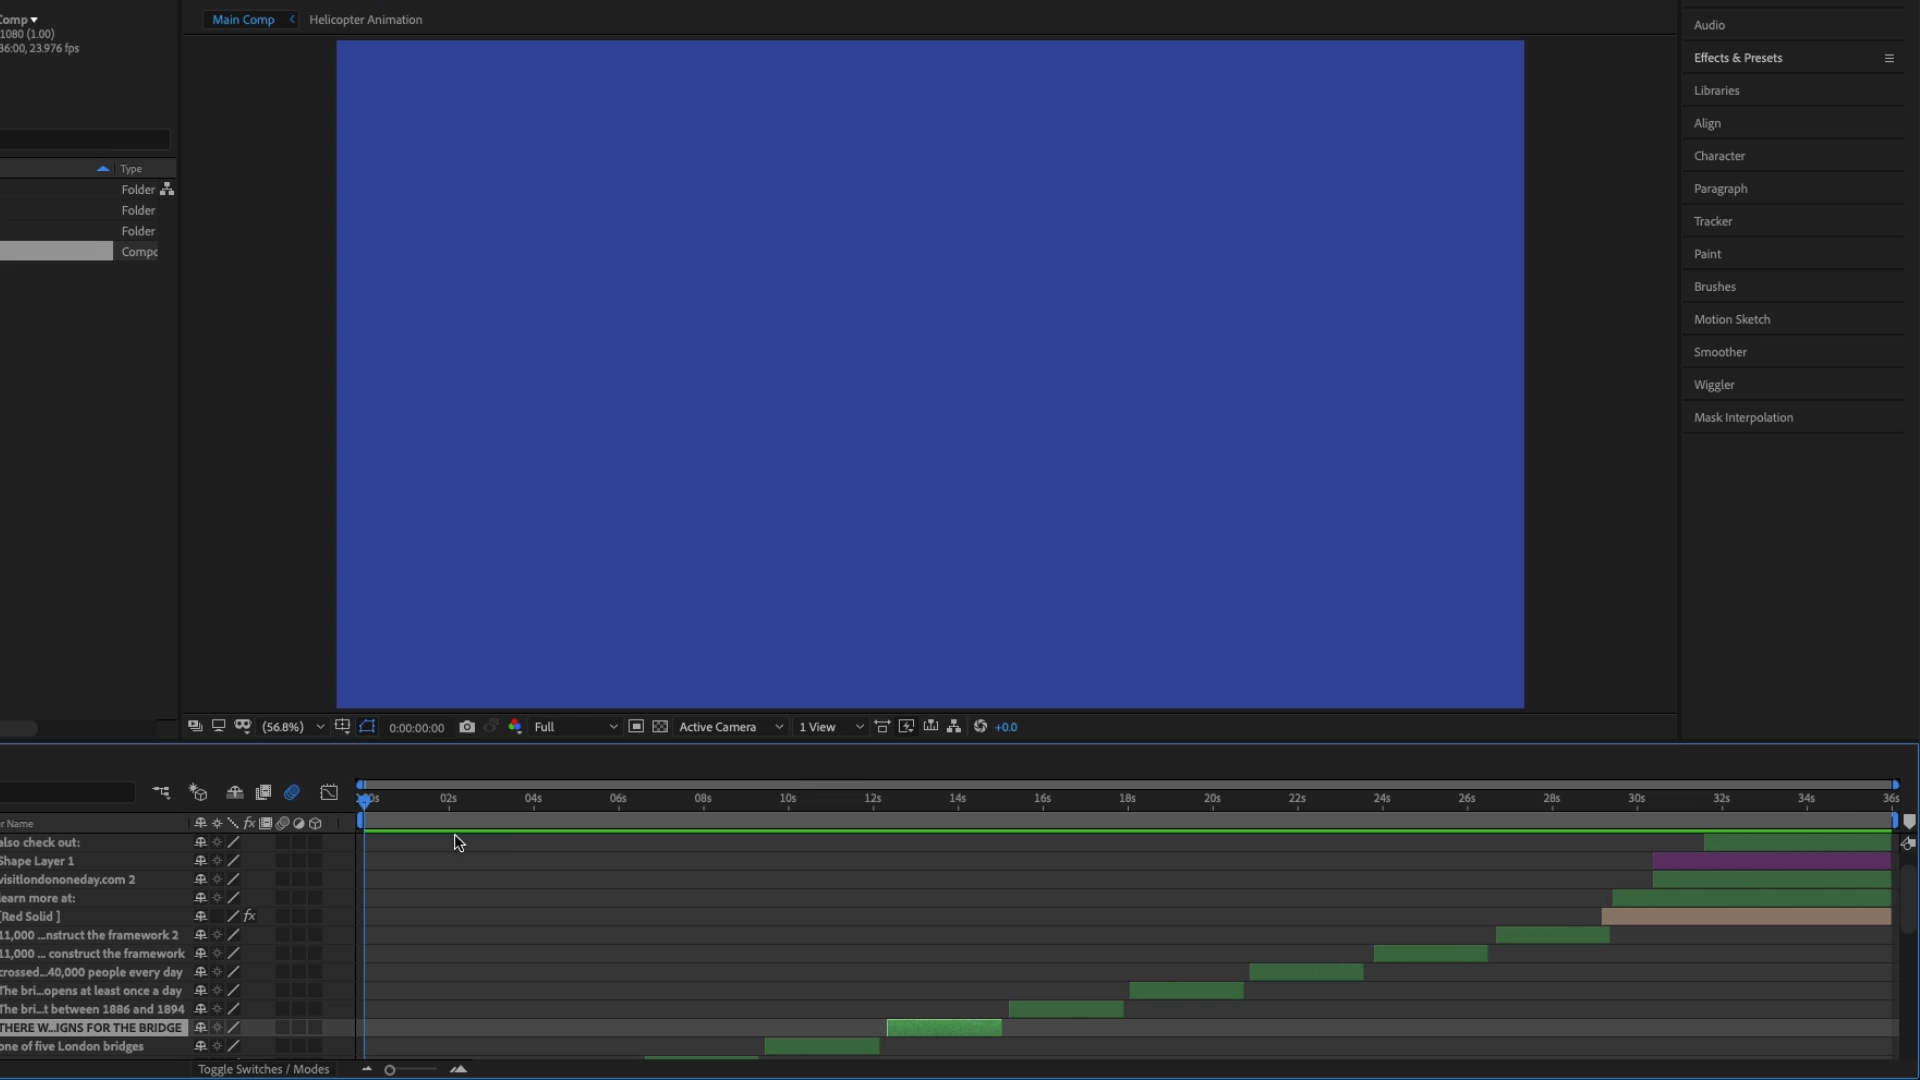 Comp
1080 (1.00)
36:00, 23.976 fps
Main Comp
Helicopter Animation
Type
Folder
Folder
Folder
Compo
Audio
Effects & Presets
Libraries
Align
Character
Paragraph
Tracker
Paint
Brushes
Motion Sketch
Smoother
Wiggler
Mask Interpolation
(56.8%)
0:00:00:00
Full
Active Camera
1 View
+0.0
02s 04s 06s 08s 10s 12s 14s 16s 18s 20s 22s 24s 26s 28s 30s 32s 34s 36s
r Name
also check out:
Shape Layer 1
visitlondononeday.com 2
learn more at:
[Red Solid ]
11,000 ...nstruct the framework 2
11,000 ... construct the framework
crossed...40,000 people every day
The bri...opens at least once a day
The bri...t between 1886 and 1894
THERE W...IGNS FOR THE BRIDGE
one of five London bridges
Toggle Switches / Modes